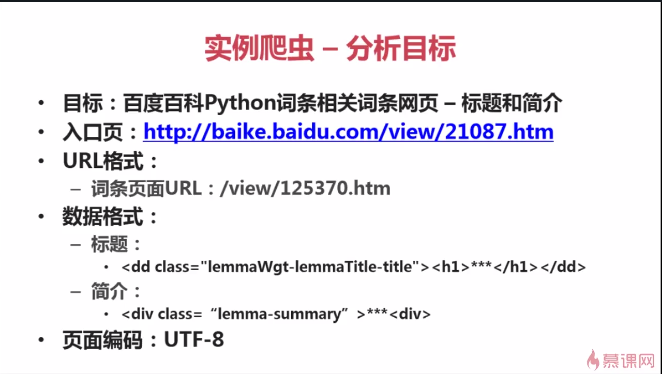 实例爬虫 – 分析目标
• 目标：百度百科Python词条相关词条网页 – 标题和简介
• 入口页：http://baike.baidu.com/view/21087.htm
• URL格式：
– 词条页面URL：/view/125370.htm
• 数据格式：
– 标题：
• <dd class="lemmaWgt-lemmaTitle-title"><h1>***</h1></dd>
– 简介：
• <div class= “lemma-summary” >***<div>
• 页面编码：UTF-8
慕课网